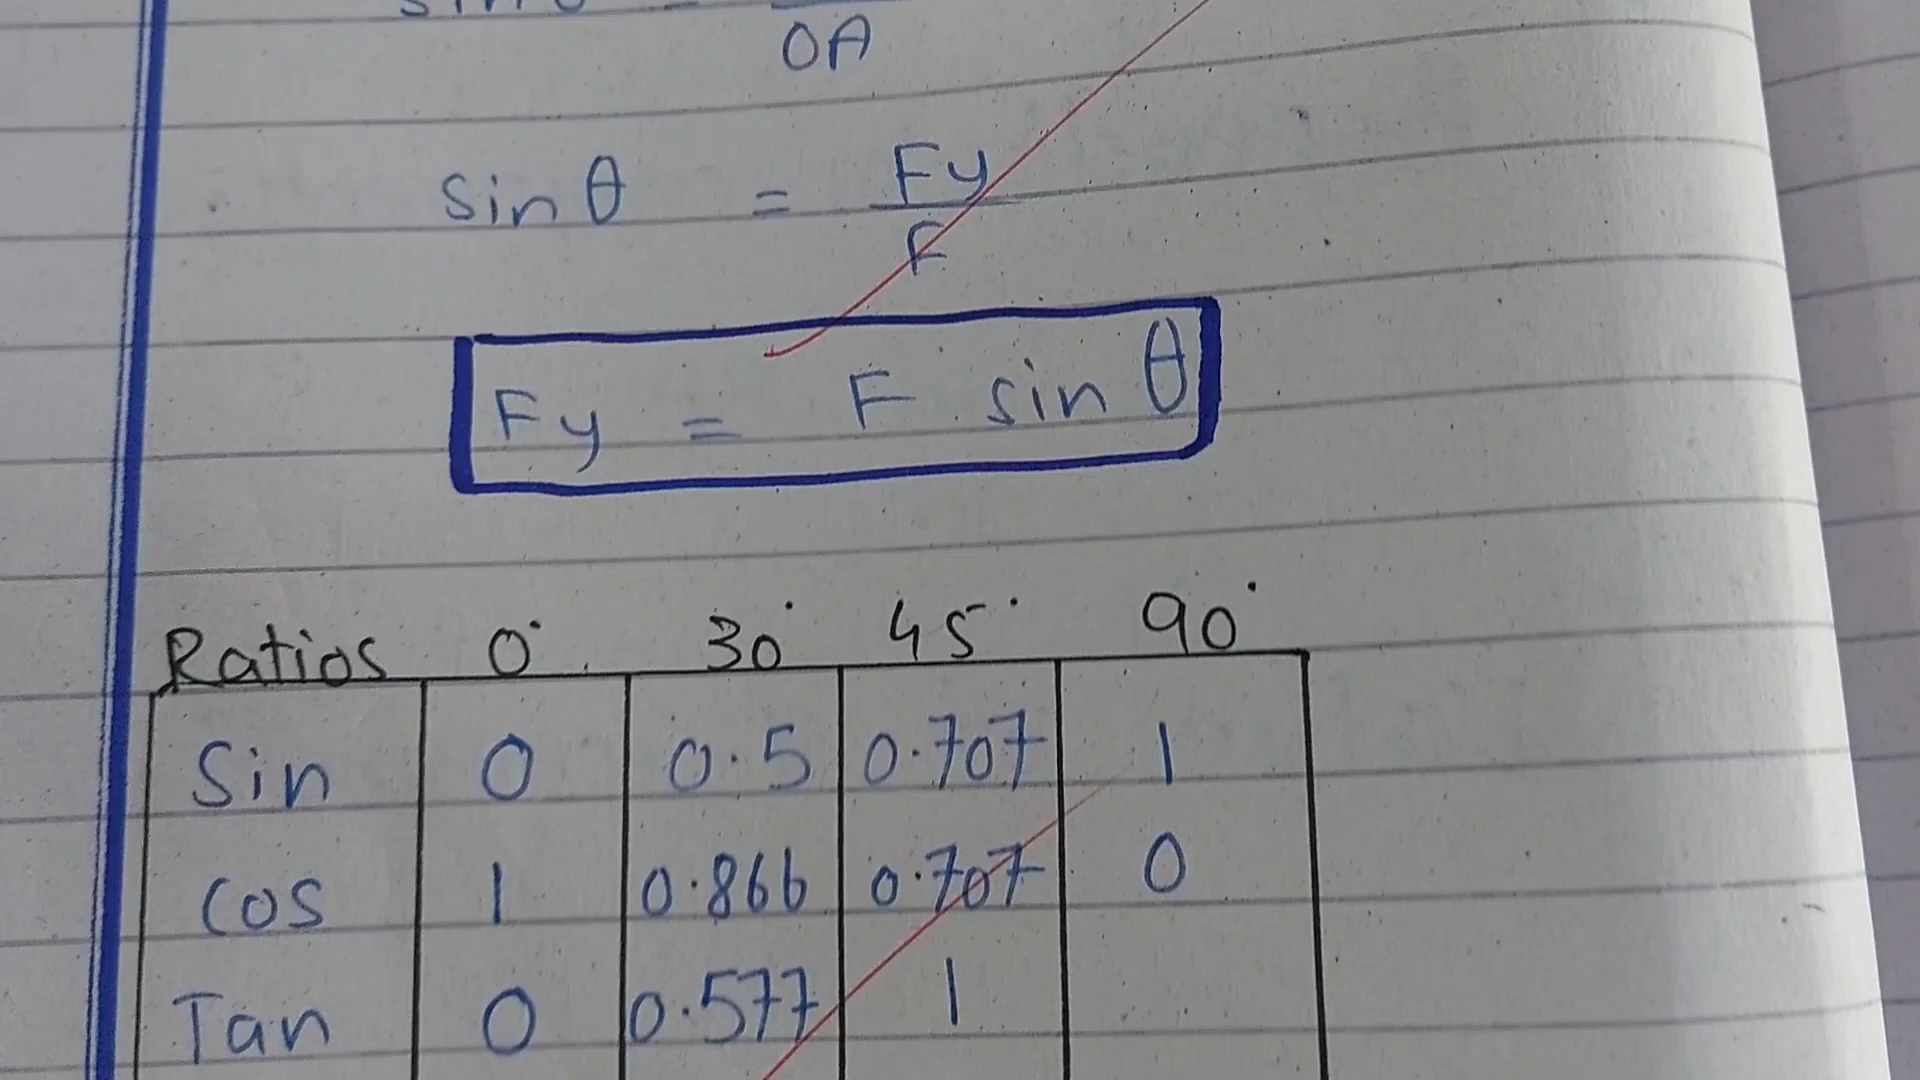 sin θ =
OA
Sin θ = Fy
F
Fy = F sin θ
Ratios 0° 30° 45° 90°
Sin 0 0.5 0.707 1
Cos 1 0.866 0.707 0
Tan 0 0.577 1